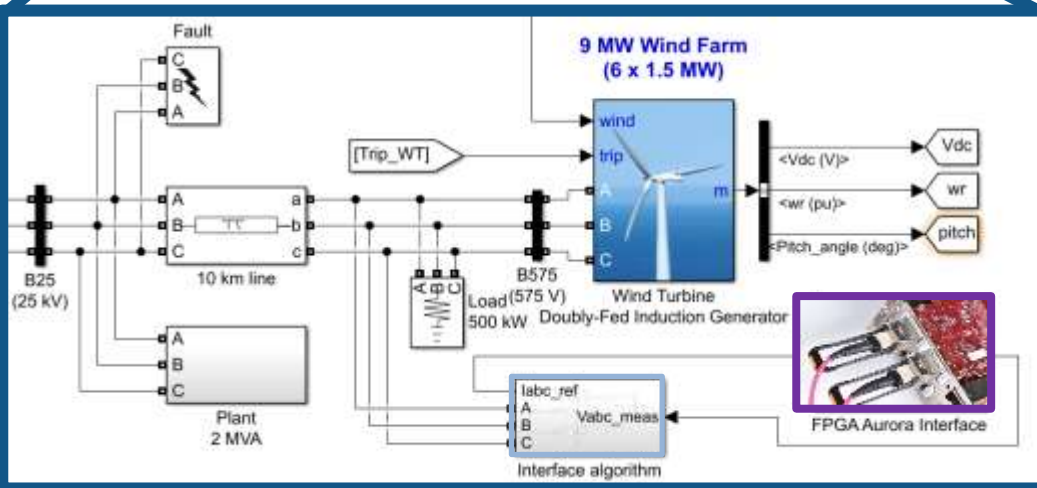 Fault
C
B
A
9 MW Wind Farm
(6 x 1.5 MW)
wind
[Trip_WT]
trip
A
B
C
m
<Vdc (V)>
Vdc
<wr (pu)>
wr
<Pitch_angle (deg)>
pitch
A
B
C
a
b
c
10 km line
B25
(25 kV)
A
B
C
Load
500 kW
B575
(575 V)
Wind Turbine
Doubly-Fed Induction Generator
A
B
C
Plant
2 MVA
Iabc_ref
A
B
C
Vabc_meas
Interface algorithm
FPGA Aurora Interface